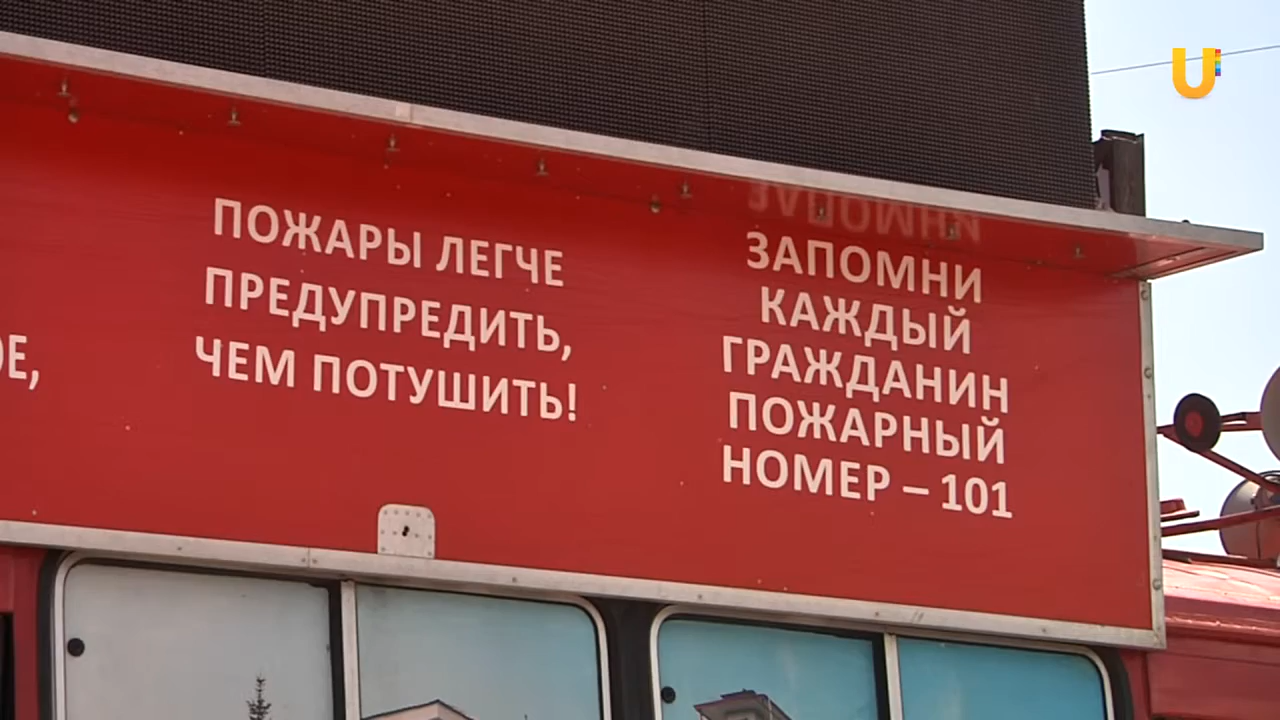 ПОЖАРЫ ЛЕГЧЕ
ПРЕДУПРЕДИТЬ,
ЧЕМ ПОТУШИТЬ!
ЗАПОМНИ
КАЖДЫЙ
ГРАЖДАНИН
ПОЖАРНЫЙ
НОМЕР – 101
U